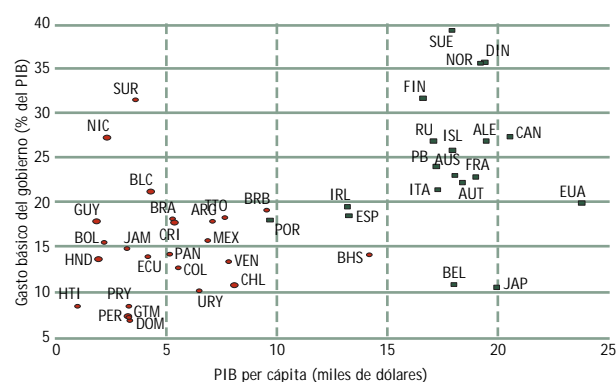 Gasto básico del gobierno (% del PIB)
40
35
30
25
20
15
10
5
SUE
DIN
NOR
FIN
SUR
NIC
RU
ISL
ALE
CAN
PB
AUS
FRA
BLC
ITA
AUT
EUA
GUY
BRA
ARG
TTO
BRB
IRL
ESP
POR
CRI
BOL
JAM
MEX
HND
ECU
PAN
COL
VEN
BHS
CHL
BEL
JAP
HTI
PRY
URY
PER
GTM
DOM
0
5
10
15
20
25
PIB per cápita (miles de dólares)